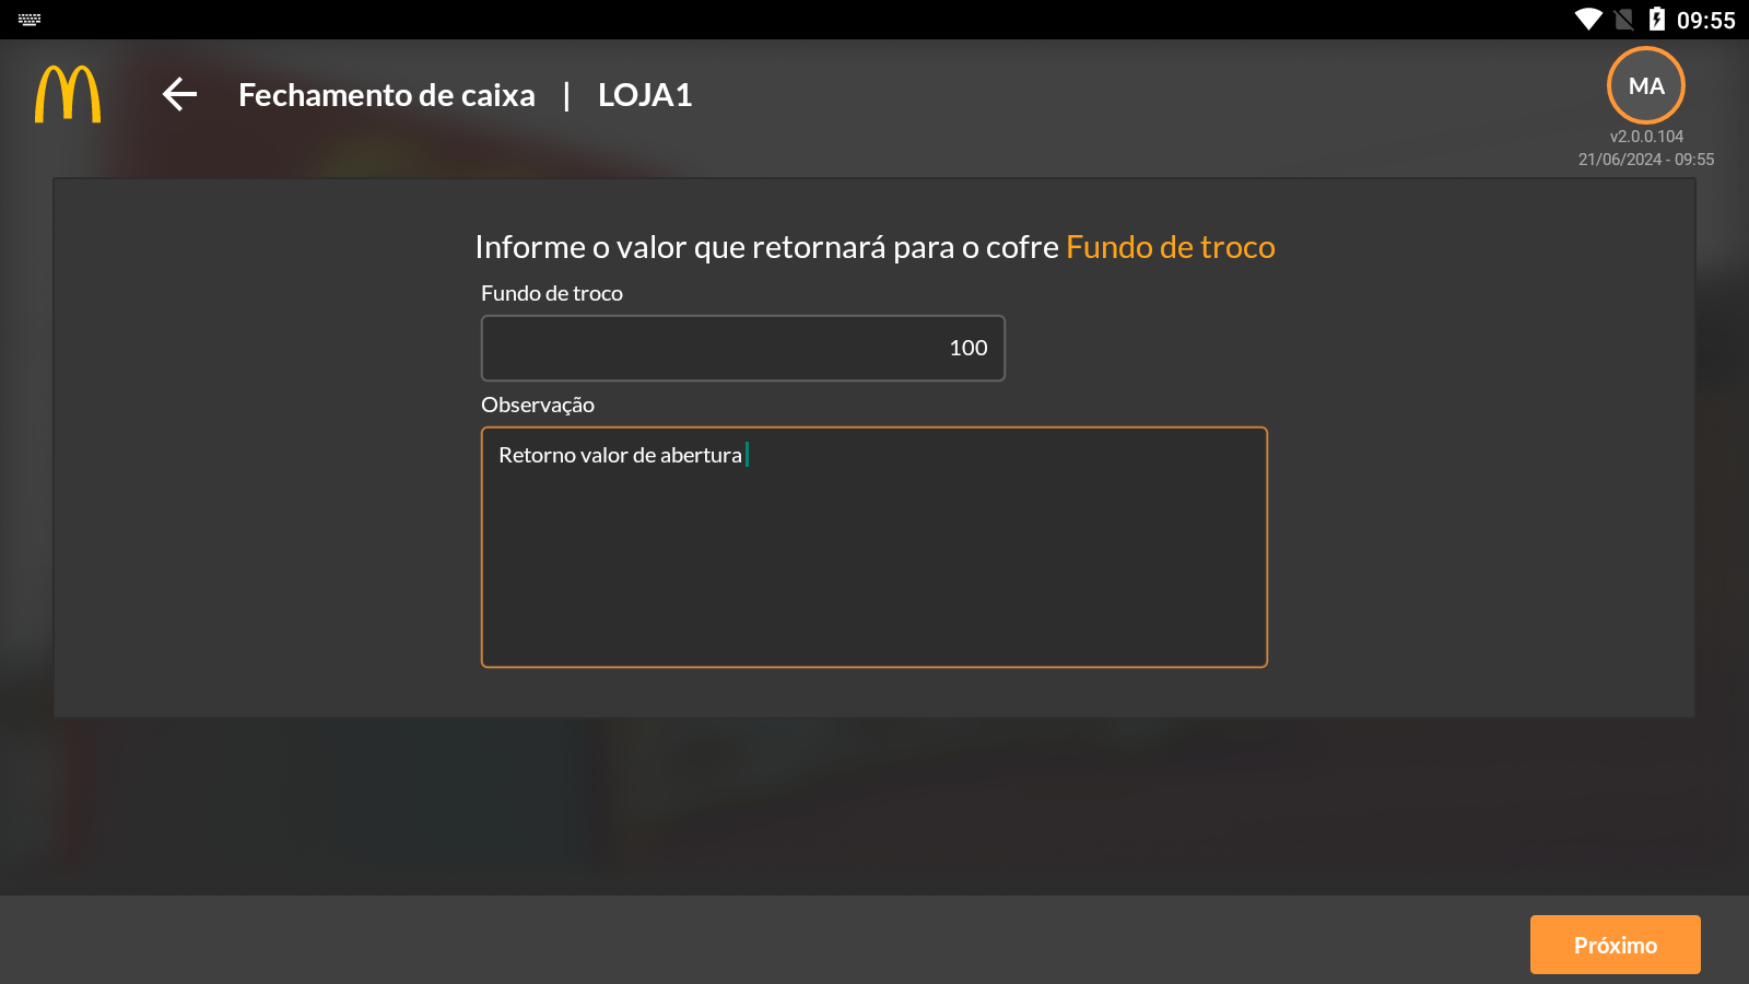 09:55
Fechamento de caixa | LOJA1
MA
v2.0.0.104
21/06/2024 - 09:55
Informe o valor que retornará para o cofre Fundo de troco
Fundo de troco
100
Observação
Retorno valor de abertura
Próximo